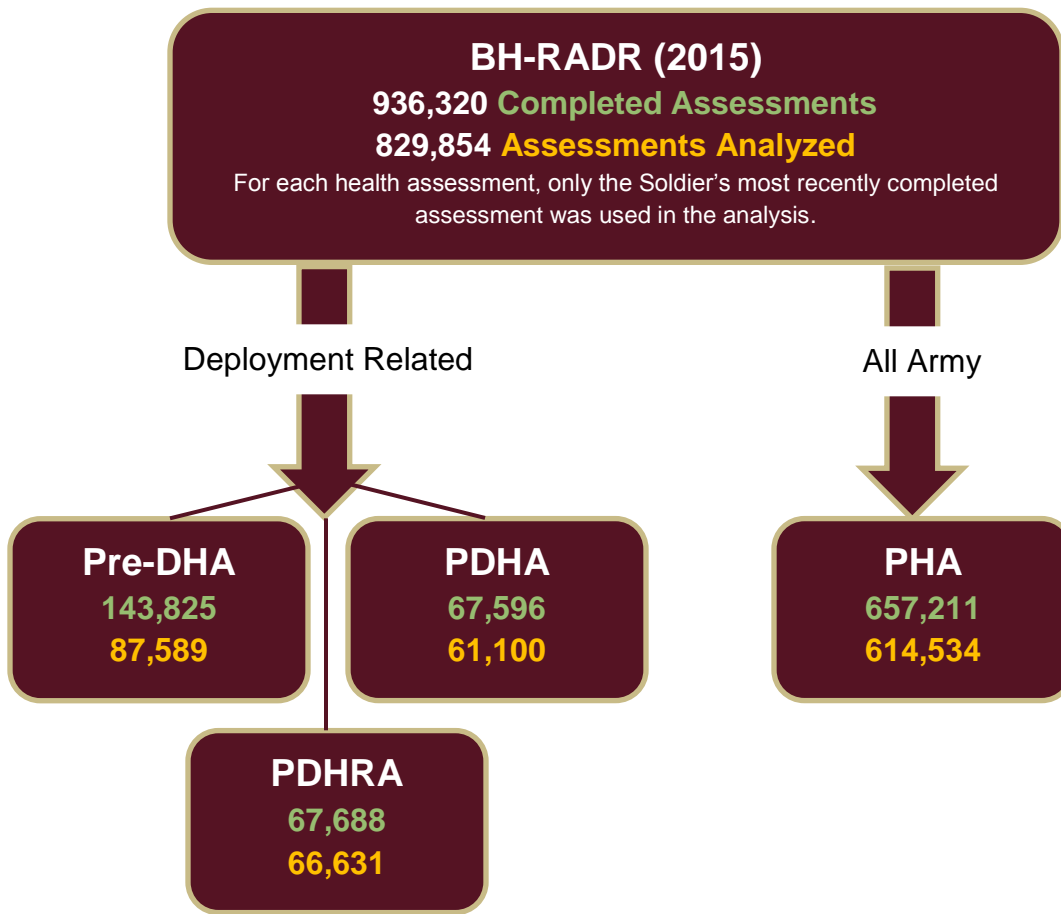 BH-RADR (2015)
936,320 Completed Assessments
829,854 Assessments Analyzed
For each health assessment, only the Soldier’s most recently completed
assessment was used in the analysis.
Deployment Related
All Army
Pre-DHA
143,825
87,589
PDHA
67,596
61,100
PHA
657,211
614,534
PDHRA
67,688
66,631